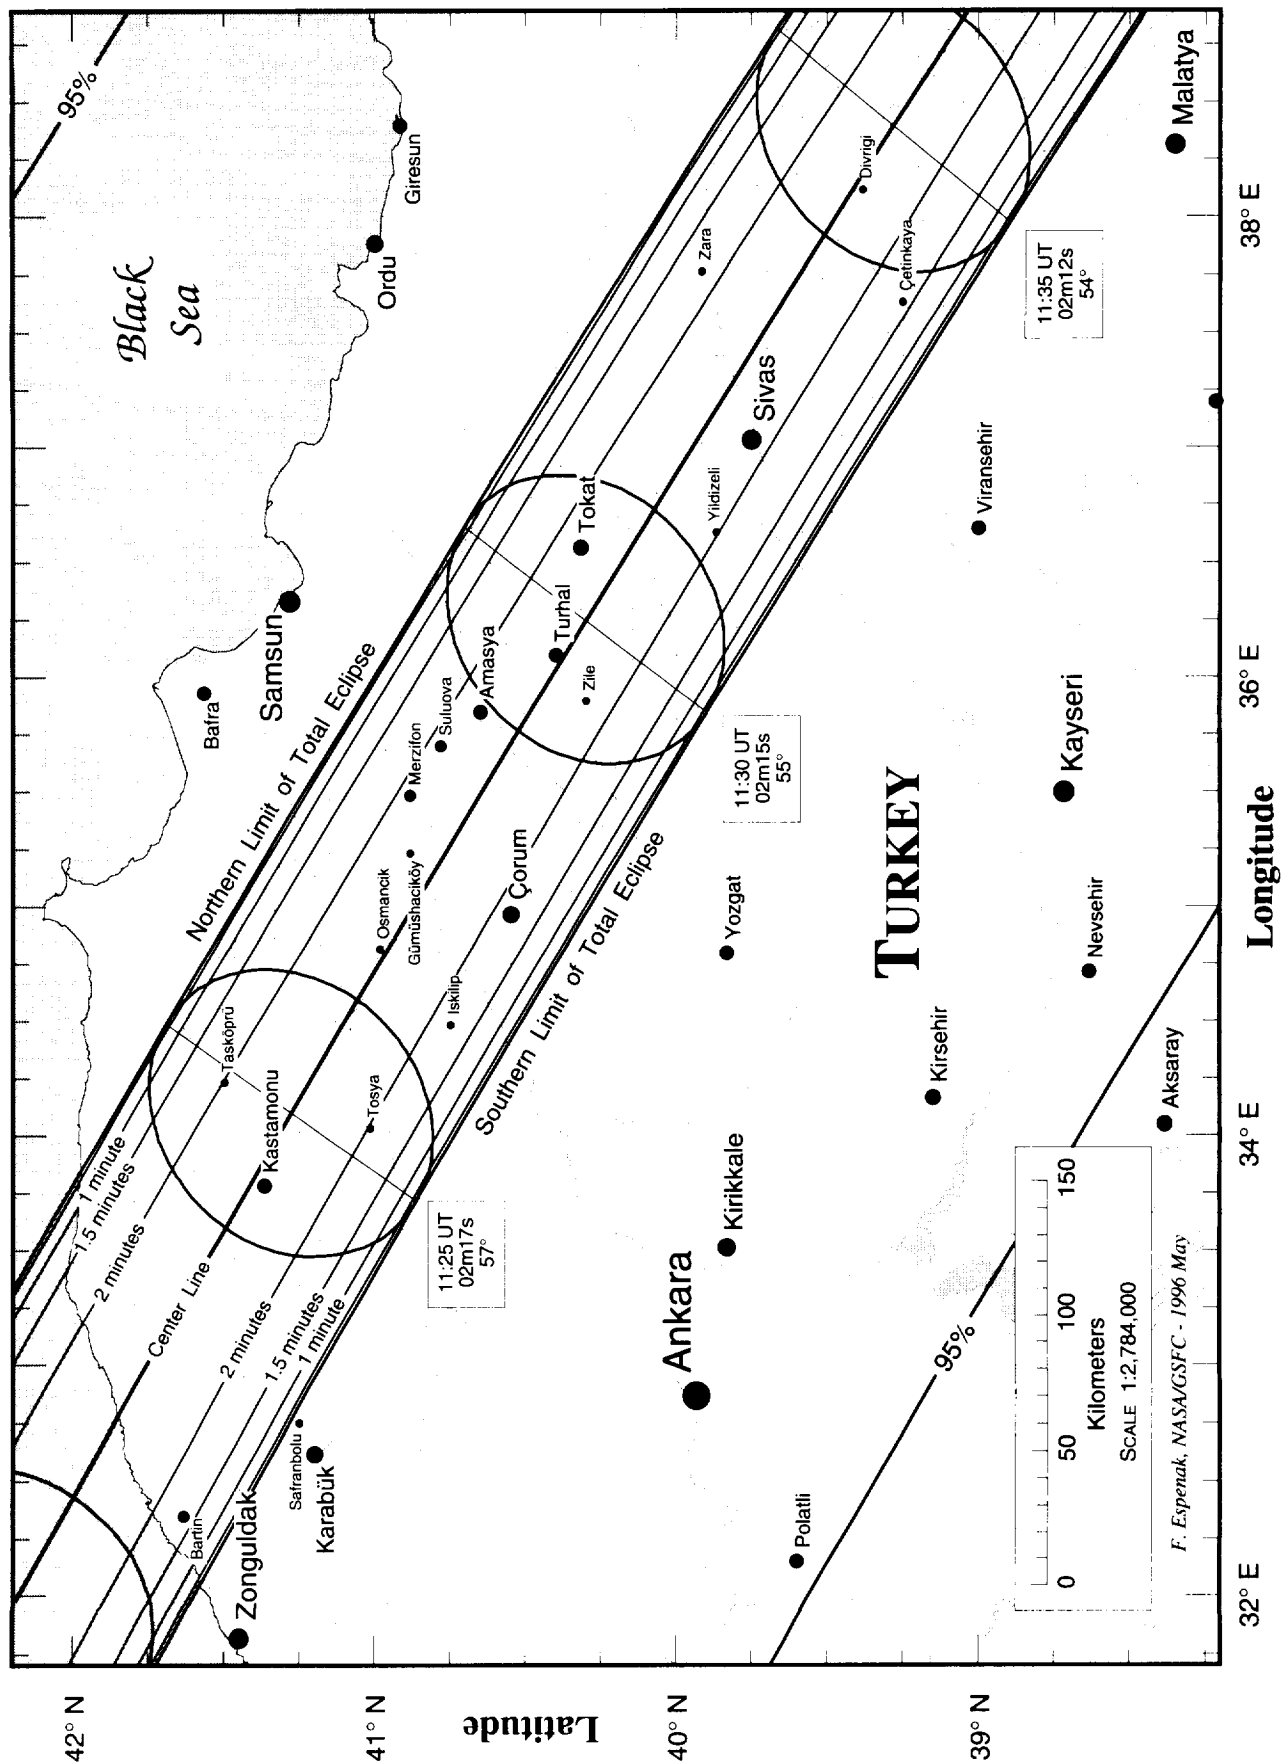 95%
Black
Sea
Giresun
Ordu
Samsun
Bafra
Northern Limit of Total Eclipse
1 minute
1.5 minutes
2 minutes
Center Line
2 minutes
1.5 minutes
1 minute
Southern Limit of Total Eclipse
Tasköprü
Kastamonu
Tosya
Osmancik
Gümüshaciköy
Merzifon
Suluova
Amasya
Iskilip
Çorum
Turhal
Tokat
Zile
Yildizeli
Sivas
Zara
Divrigi
Çetinkaya
Malatya
Bartin
Zonguldak
Safranbolu
Karabük
11:25 UT
02m17s
57°
11:30 UT
02m15s
55°
11:35 UT
02m12s
54°
Viransehir
Yozgat
TURKEY
Kayseri
Nevsehir
Kirsehir
Aksaray
Kirikkale
Ankara
Polatli
95%
0 50 100 150
Kilometers
SCALE 1:2,784,000
F. Espenak, NASA/GSFC - 1996 May
42° N
41° N
40° N
39° N
Latitude
32° E
34° E
36° E
38° E
Longitude